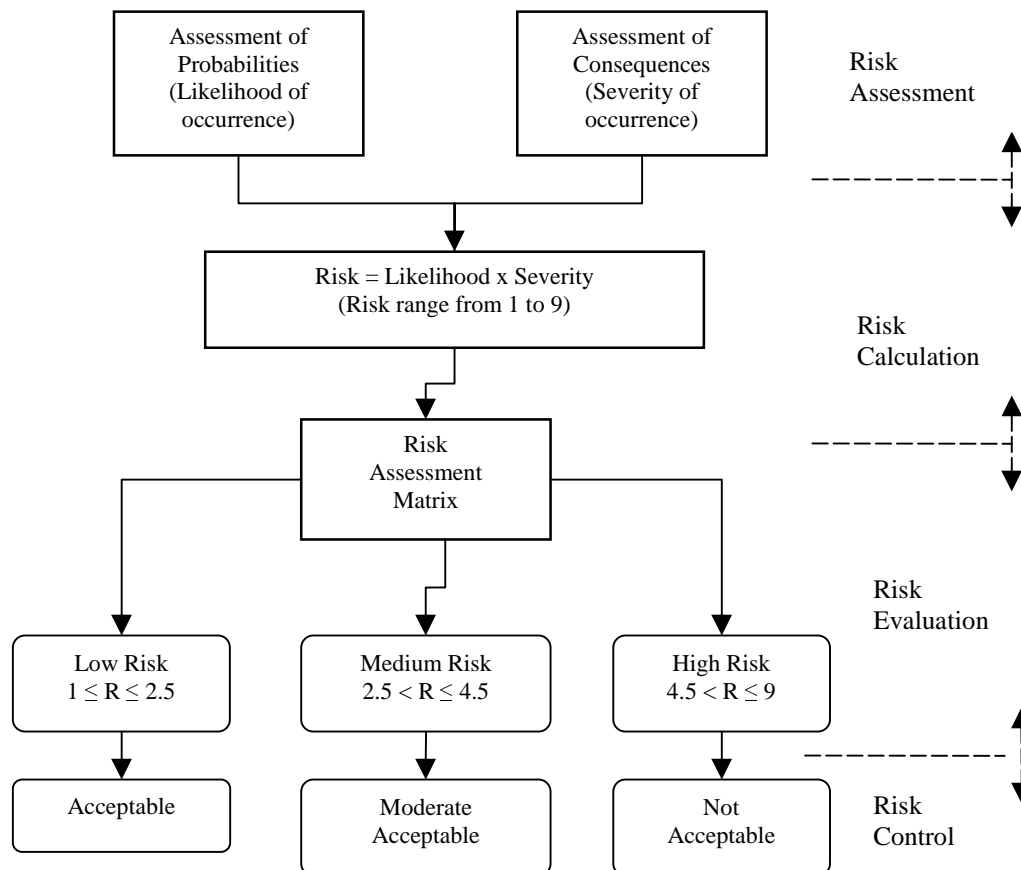 Assessment of
Probabilities
(Likelihood of
occurrence)
Assessment of
Consequences
(Severity of
occurrence)
Risk
Assessment
Risk = Likelihood x Severity
(Risk range from 1 to 9)
Risk
Calculation
Risk
Assessment
Matrix
Risk
Evaluation
Low Risk
1 ≤ R ≤ 2.5
Medium Risk
2.5 < R ≤ 4.5
High Risk
4.5 < R ≤ 9
Acceptable
Moderate
Acceptable
Not
Acceptable
Risk
Control